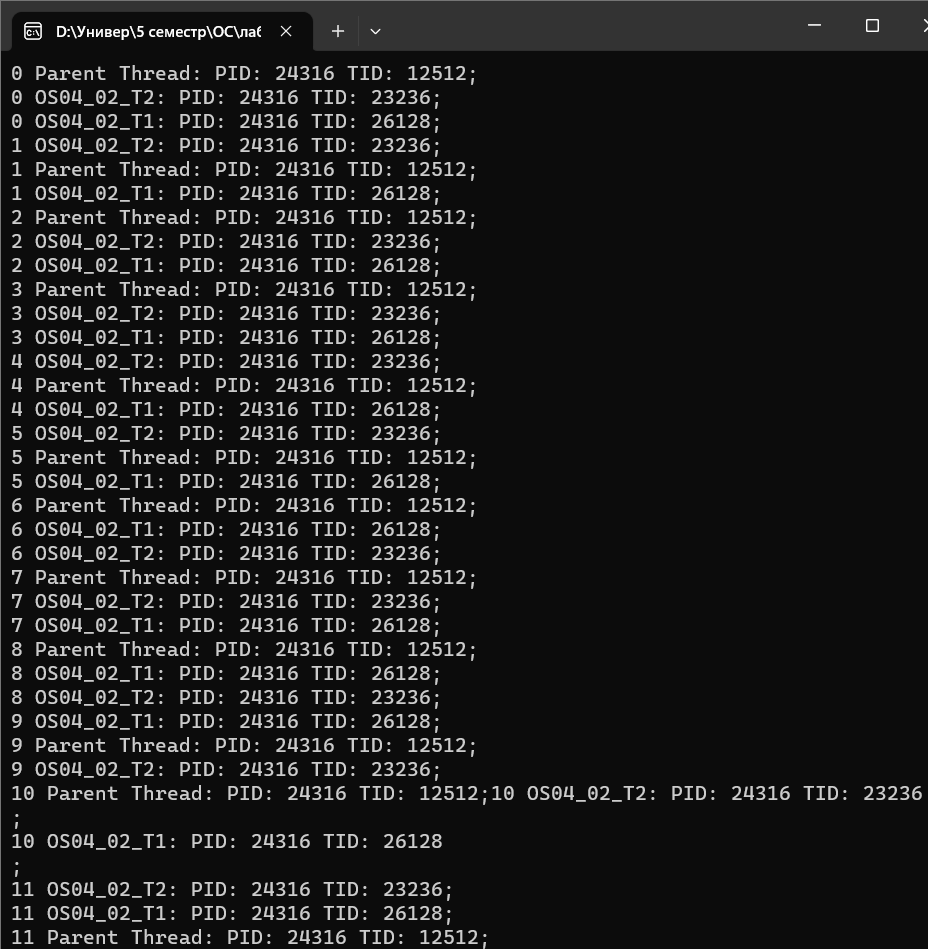 D:\Универ\5 семестр\ОС\лаб
0 Parent Thread: PID: 24316 TID: 12512;
0 OS04_02_T2: PID: 24316 TID: 23236;
0 OS04_02_T1: PID: 24316 TID: 26128;
1 OS04_02_T2: PID: 24316 TID: 23236;
1 Parent Thread: PID: 24316 TID: 12512;
1 OS04_02_T1: PID: 24316 TID: 26128;
2 Parent Thread: PID: 24316 TID: 12512;
2 OS04_02_T2: PID: 24316 TID: 23236;
2 OS04_02_T1: PID: 24316 TID: 26128;
3 Parent Thread: PID: 24316 TID: 12512;
3 OS04_02_T2: PID: 24316 TID: 23236;
3 OS04_02_T1: PID: 24316 TID: 26128;
4 OS04_02_T2: PID: 24316 TID: 23236;
4 Parent Thread: PID: 24316 TID: 12512;
4 OS04_02_T1: PID: 24316 TID: 26128;
5 OS04_02_T2: PID: 24316 TID: 23236;
5 Parent Thread: PID: 24316 TID: 12512;
5 OS04_02_T1: PID: 24316 TID: 26128;
6 Parent Thread: PID: 24316 TID: 12512;
6 OS04_02_T1: PID: 24316 TID: 26128;
6 OS04_02_T2: PID: 24316 TID: 23236;
7 Parent Thread: PID: 24316 TID: 12512;
7 OS04_02_T2: PID: 24316 TID: 23236;
7 OS04_02_T1: PID: 24316 TID: 26128;
8 Parent Thread: PID: 24316 TID: 12512;
8 OS04_02_T1: PID: 24316 TID: 26128;
8 OS04_02_T2: PID: 24316 TID: 23236;
9 OS04_02_T1: PID: 24316 TID: 26128;
9 Parent Thread: PID: 24316 TID: 12512;
9 OS04_02_T2: PID: 24316 TID: 23236;
10 Parent Thread: PID: 24316 TID: 12512;10 OS04_02_T2: PID: 24316 TID: 23236
;
10 OS04_02_T1: PID: 24316 TID: 26128
;
11 OS04_02_T2: PID: 24316 TID: 23236;
11 OS04_02_T1: PID: 24316 TID: 26128;
11 Parent Thread: PID: 24316 TID: 12512;